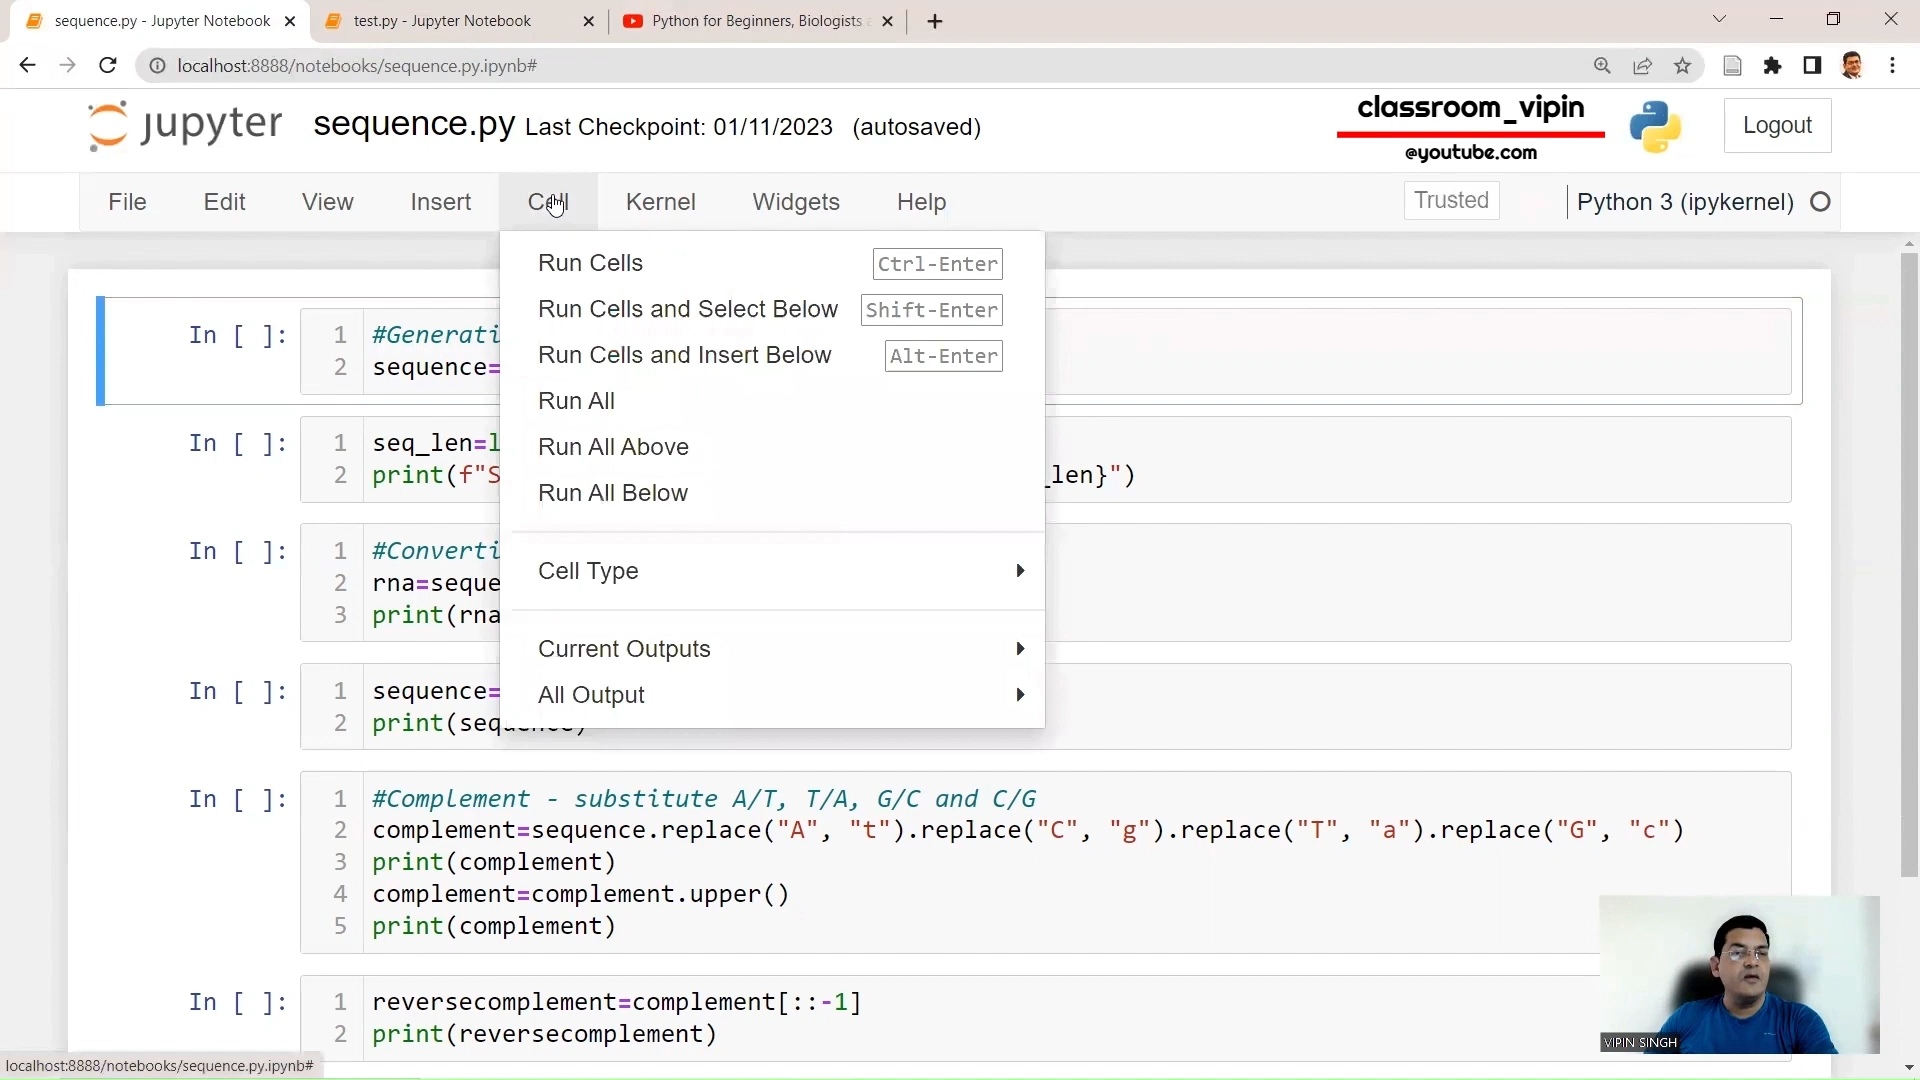 sequence.py - Jupyter Notebook
test.py - Jupyter Notebook
Python for Beginners, Biologists
localhost:8888/notebooks/sequence.py.ipynb#
jupyter sequence.py Last Checkpoint: 01/11/2023 (autosaved)
classroom_vipin
@youtube.com
Logout
File Edit View Insert Cell Kernel Widgets Help
Trusted
Python 3 (ipykernel)
Run Cells Ctrl-Enter
Run Cells and Select Below Shift-Enter
Run Cells and Insert Below Alt-Enter
Run All
Run All Above
Run All Below
Cell Type
Current Outputs
All Output
In [ ]: 1 #Generati
2 sequence=
In [ ]: 1 seq_len=l
2 print(f"S _len}")
In [ ]: 1 #Converti
2 rna=seque
3 print(rna
In [ ]: 1 sequence=
2 print(sequence)
In [ ]: 1 #Complement - substitute A/T, T/A, G/C and C/G
2 complement=sequence.replace("A", "t").replace("C", "g").replace("T", "a").replace("G", "c")
3 print(complement)
4 complement=complement.upper()
5 print(complement)
In [ ]: 1 reversecomplement=complement[::-1]
2 print(reversecomplement)
VIPIN SINGH
localhost:8888/notebooks/sequence.py.ipynb#